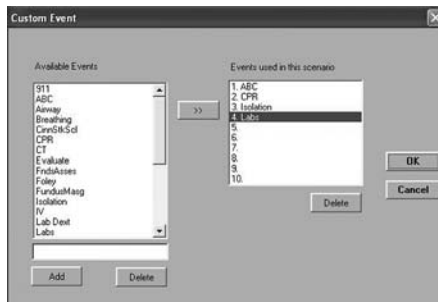 Custom Event
Available Events
911
ABC
Airway
Breathing
CinnStkScl
CPR
CT
Evaluate
FndsAsses
Foley
FundusMasg
Isolation
IV
Lab Dext
Labs
Add
Delete
>>
Events used in this scenario
1. ABC
2. CPR
3. Isolation
4. Labs
5.
6.
7.
8.
9.
10.
Delete
OK
Cancel